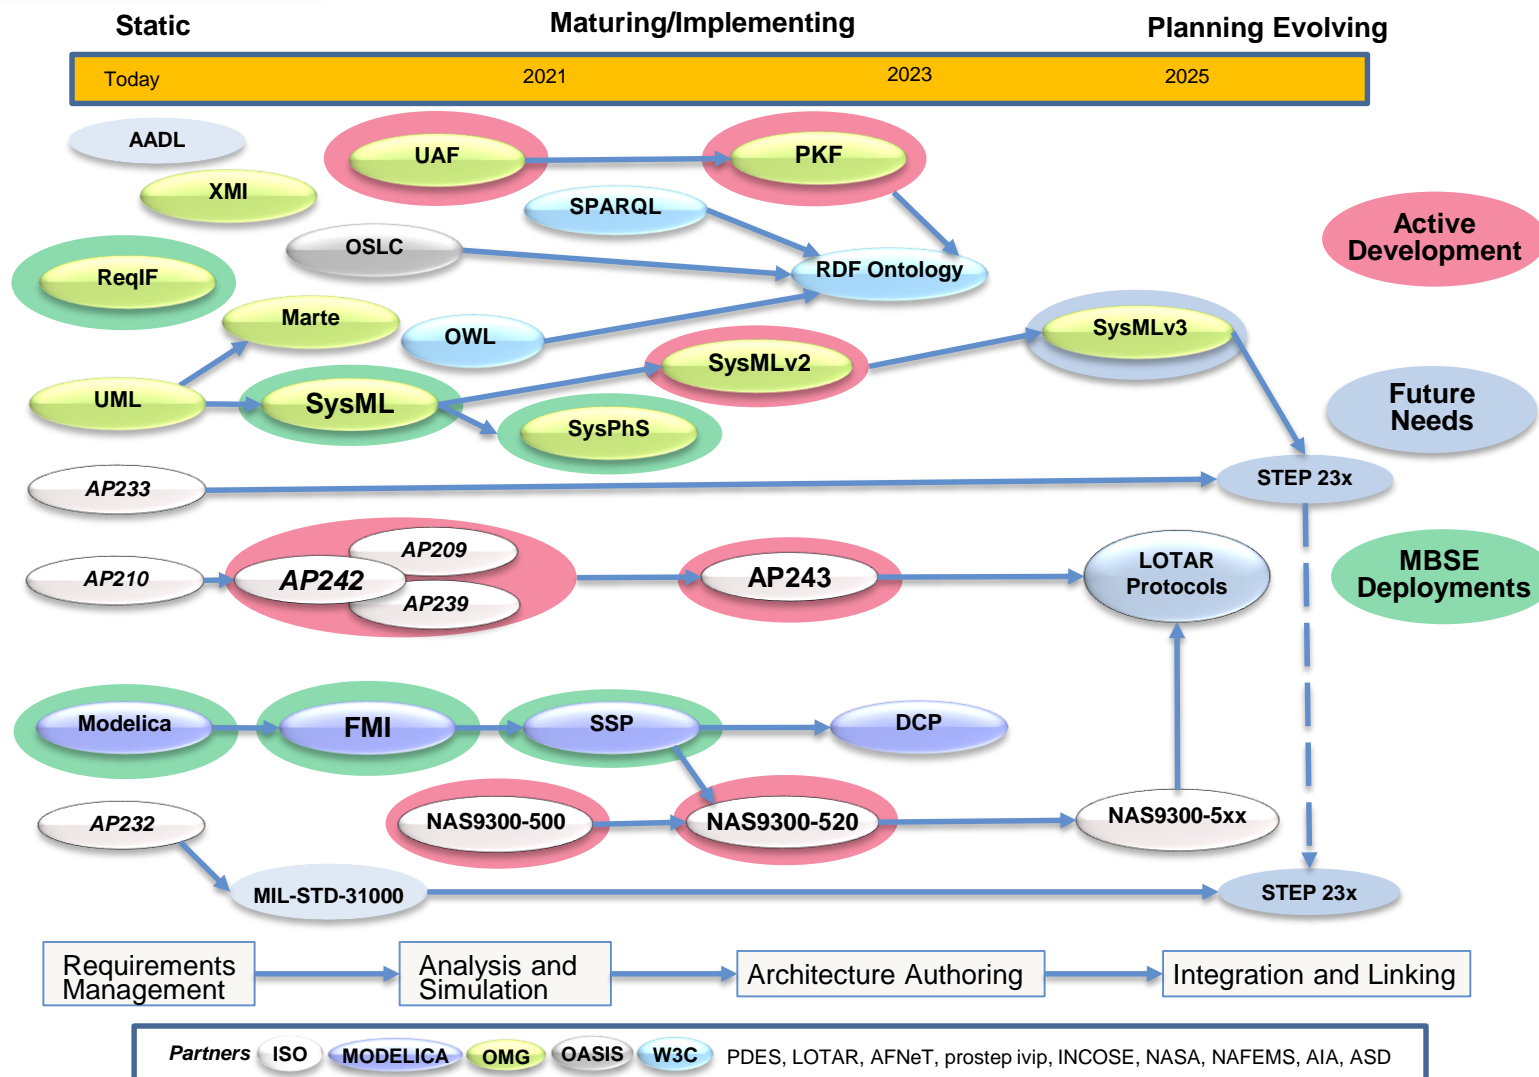 Static
Maturing/Implementing
Planning Evolving
Today
2021
2023
2025
AADL
UAF
PKF
XMI
SPARQL
OSLC
RDF Ontology
ReqIF
Marte
OWL
SysMLv2
SysMLv3
UML
SysML
SysPhS
AP233
STEP 23x
AP210
AP242
AP209
AP239
AP243
LOTAR
Protocols
Modelica
FMI
SSP
DCP
AP232
NAS9300-500
NAS9300-520
NAS9300-5xx
MIL-STD-31000
STEP 23x
Active
Development
Future
Needs
MBSE
Deployments
Requirements
Management
Analysis and
Simulation
Architecture Authoring
Integration and Linking
Partners ISO MODELICA OMG OASIS W3C PDES, LOTAR, AFNeT, prostep ivip, INCOSE, NASA, NAFEMS, AIA, ASD